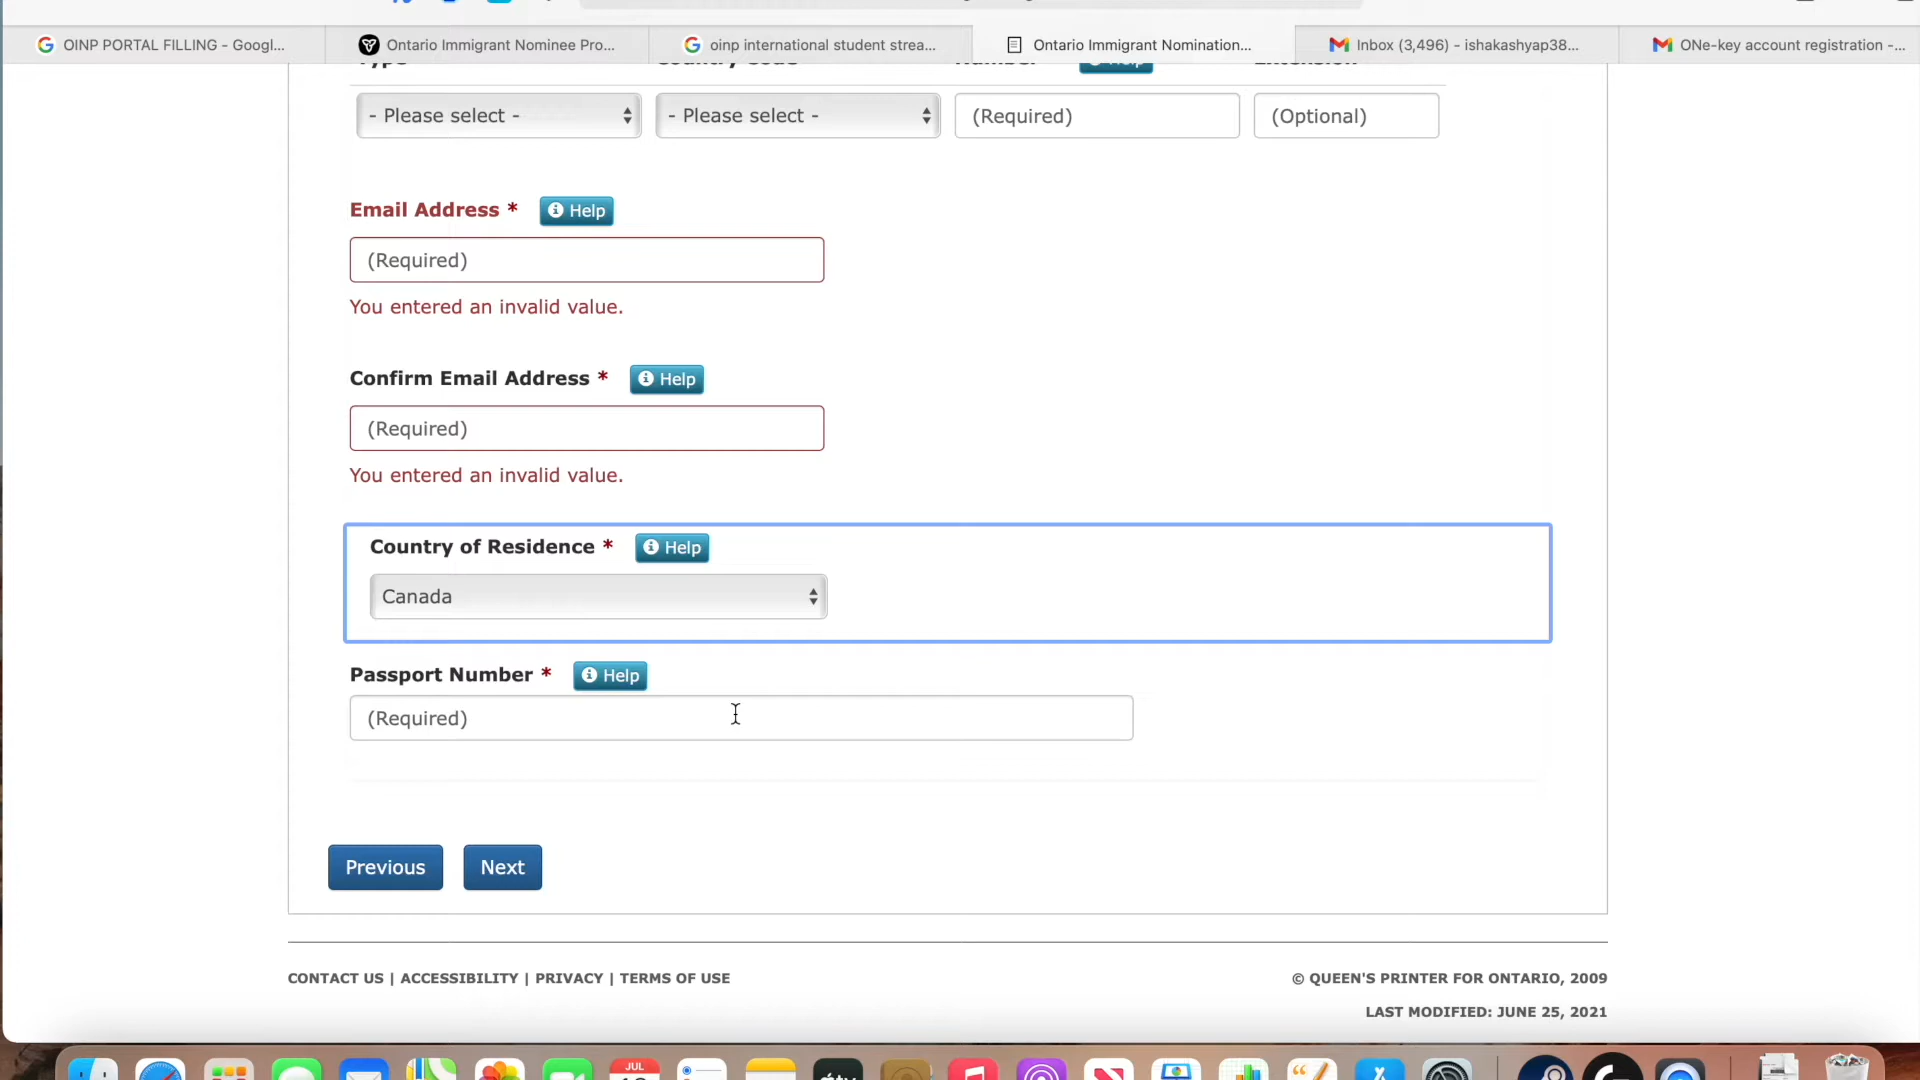 OINP PORTAL FILLING - Googl...
Ontario Immigrant Nominee Pro...
oinp international student strea...
Ontario Immigrant Nomination...
Inbox (3,496) - ishakashyap38...
ONe-key account registration -...
- Please select -
- Please select -
(Required)
(Optional)
Email Address *
Help
(Required)
You entered an invalid value.
Confirm Email Address *
Help
(Required)
You entered an invalid value.
Country of Residence *
Help
Canada
Passport Number *
Help
(Required)
Previous
Next
CONTACT US | ACCESSIBILITY | PRIVACY | TERMS OF USE
© QUEEN'S PRINTER FOR ONTARIO, 2009
LAST MODIFIED: JUNE 25, 2021
JUL